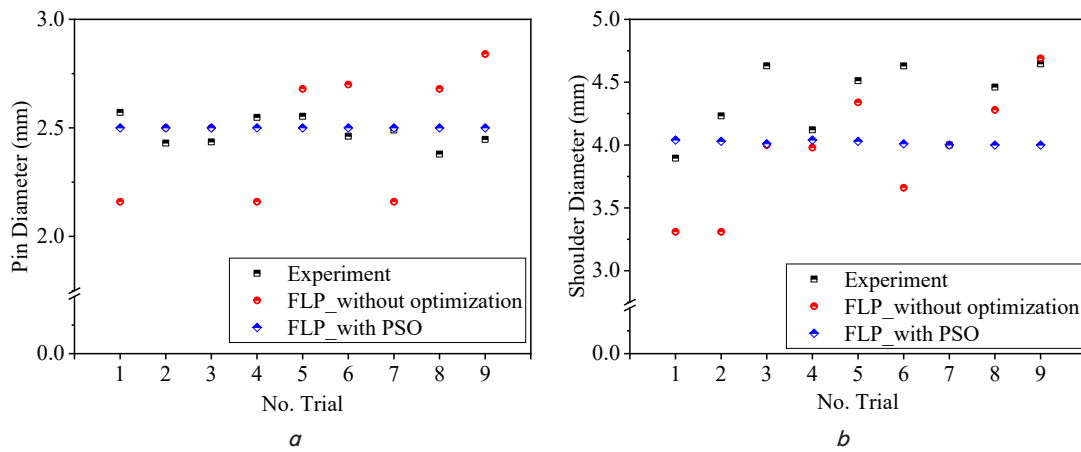 3.0
2.5
2.0
0.0
Pin Diameter (mm)
Experiment
FLP_without optimization
FLP_with PSO
1 2 3 4 5 6 7 8 9
No. Trial
a
5.0
4.5
4.0
3.5
3.0
0.0
Shoulder Diameter (mm)
Experiment
FLP_without optimization
FLP_with PSO
1 2 3 4 5 6 7 8 9
No. Trial
b